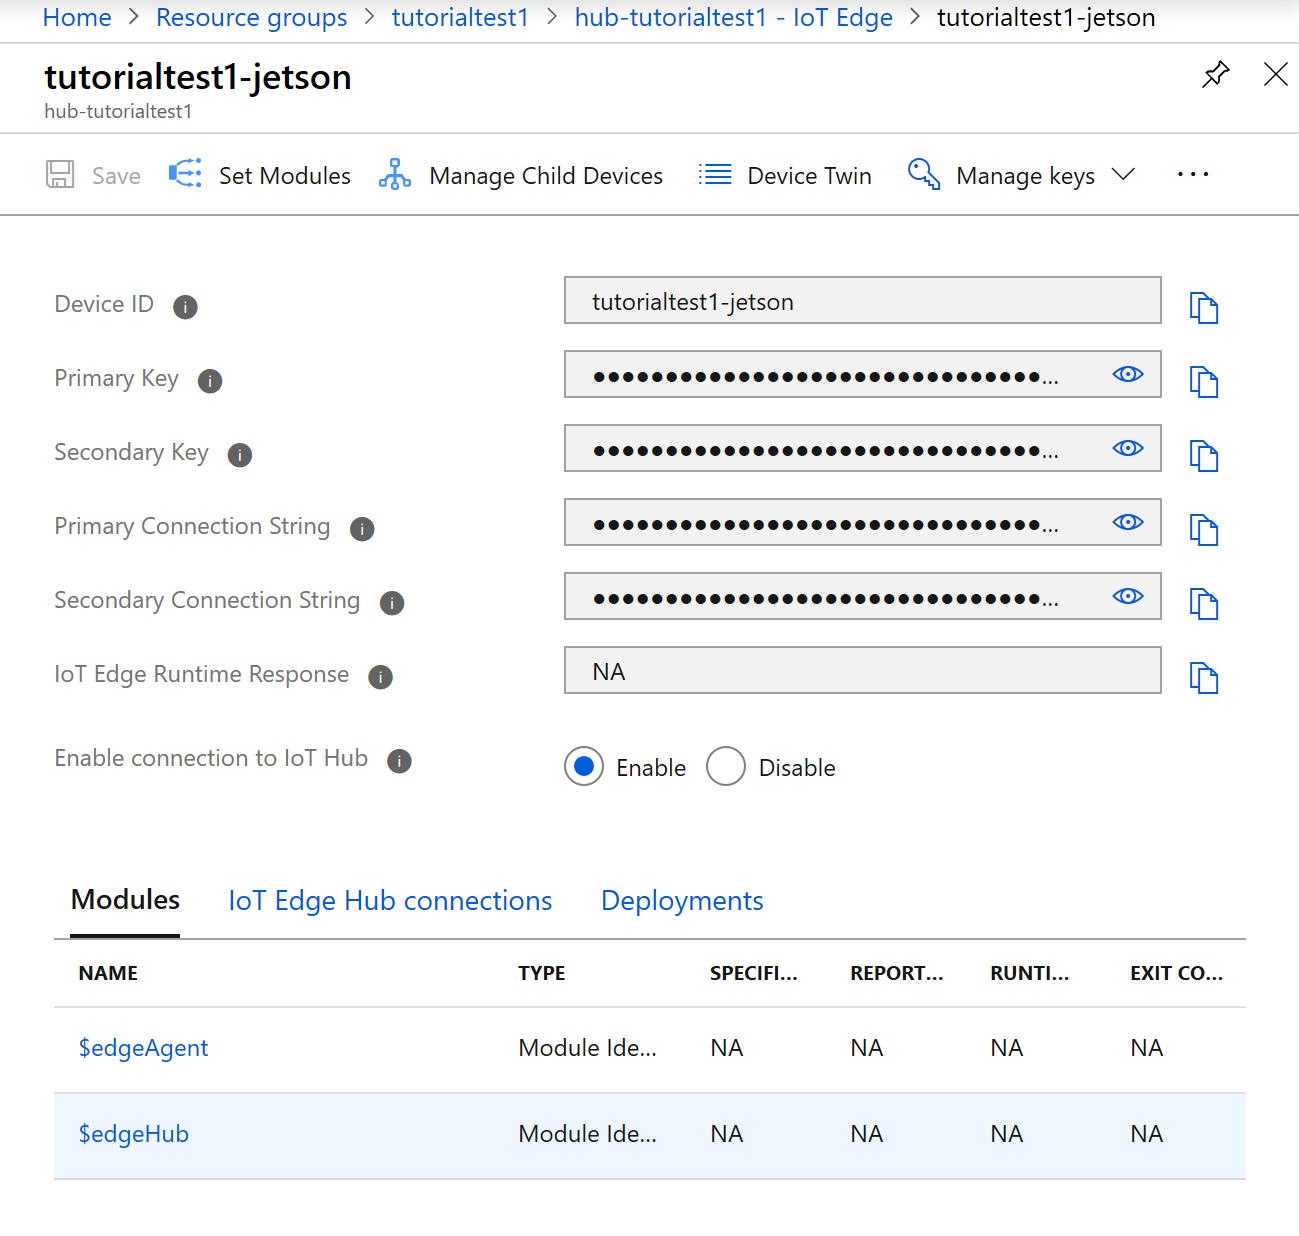 Home > Resource groups > tutorialtest1 > hub-tutorialtest1 - IoT Edge > tutorialtest1-jetson
tutorialtest1-jetson
hub-tutorialtest1
Save Set Modules Manage Child Devices Device Twin Manage keys ...
Device ID i tutorialtest1-jetson
Primary Key i ●●●●●●●●●●●●●●●●●●●●●●●●●●●●●●●...
Secondary Key i ●●●●●●●●●●●●●●●●●●●●●●●●●●●●●●●...
Primary Connection String i ●●●●●●●●●●●●●●●●●●●●●●●●●●●●●●●...
Secondary Connection String i ●●●●●●●●●●●●●●●●●●●●●●●●●●●●●●●...
IoT Edge Runtime Response i NA
Enable connection to IoT Hub i Enable Disable
Modules IoT Edge Hub connections Deployments
NAME TYPE SPECIFI... REPORT... RUNTI... EXIT CO...
$edgeAgent Module Ide... NA NA NA NA
$edgeHub Module Ide... NA NA NA NA